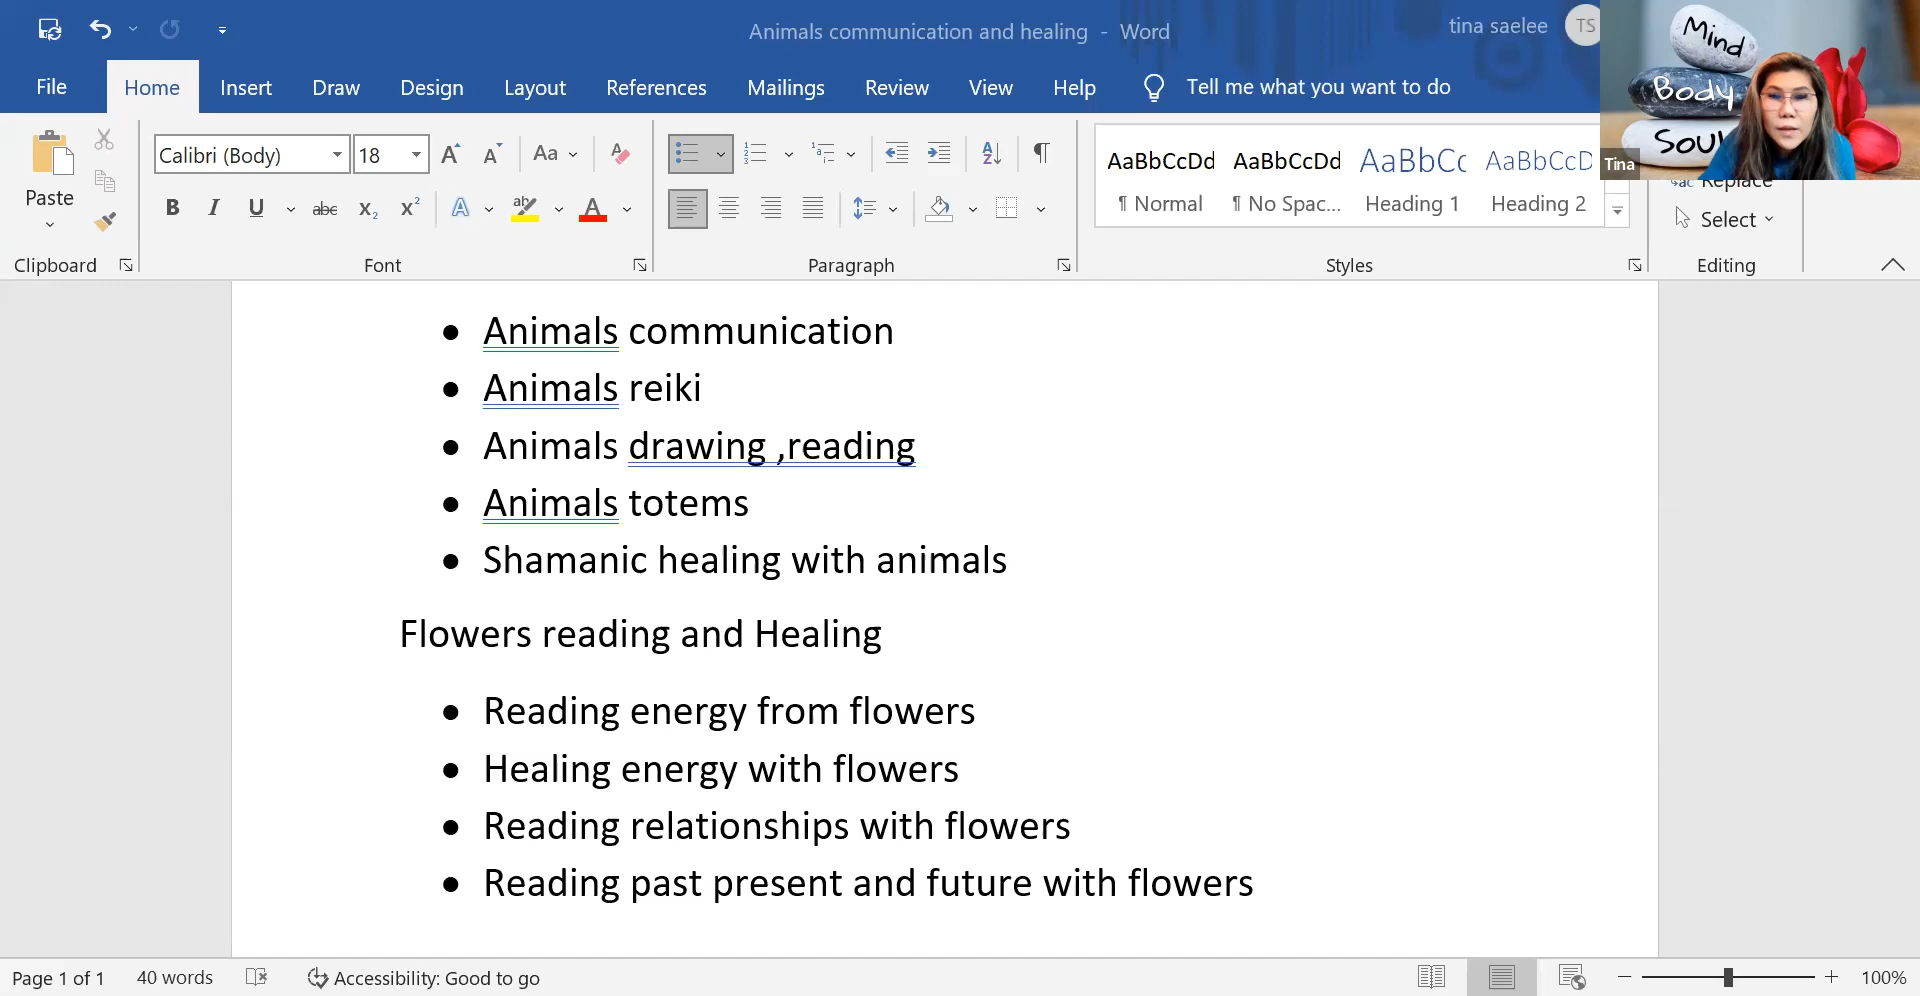 Animals communication and healing - Word
tina saelee
TS
File
Home
Insert
Draw
Design
Layout
References
Mailings
Review
View
Help
Tell me what you want to do
Mind
Body
Soul
Tina
Paste
Clipboard
Calibri (Body)
18
Aa
B I U abc X₂ X²
A
ab
A
Font
Paragraph
AaBbCcDd
¶ Normal
AaBbCcDd
¶ No Spac...
AaBbCc
Heading 1
AaBbCcD
Heading 2
Styles
Replace
Select
Editing
• Animals communication
• Animals reiki
• Animals drawing ,reading
• Animals totems
• Shamanic healing with animals
Flowers reading and Healing
• Reading energy from flowers
• Healing energy with flowers
• Reading relationships with flowers
• Reading past present and future with flowers
Page 1 of 1
40 words
Accessibility: Good to go
100%